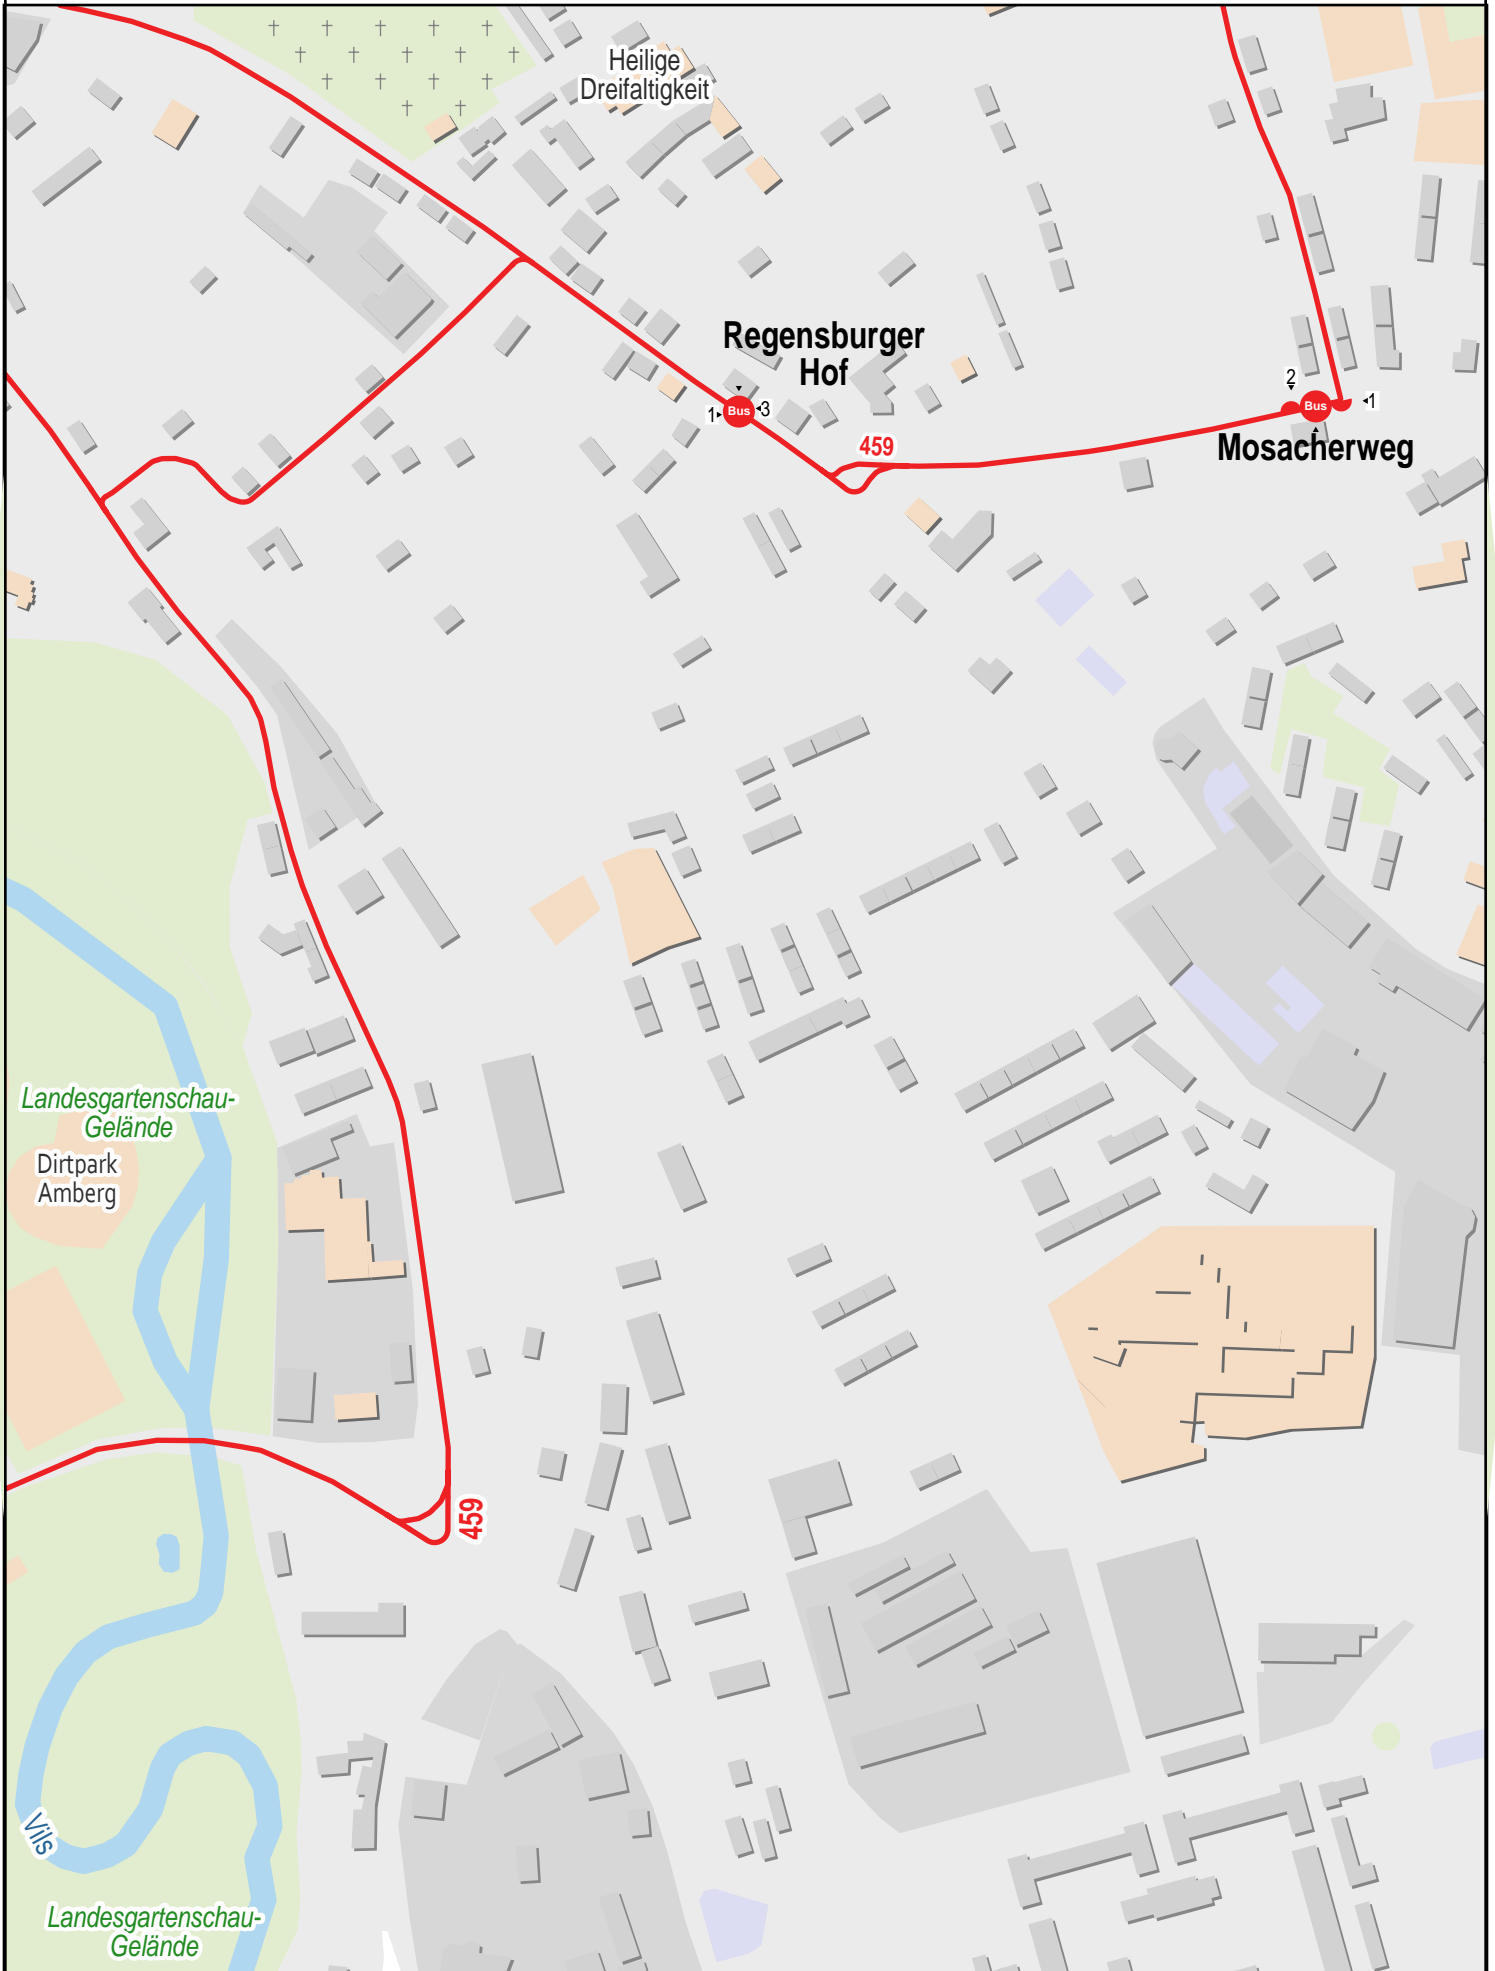 Heilige
Dreifaltigkeit
Regensburger
Hof
1
Bus
3
2
Bus
1
459
Mosacherweg
Landesgartenschau-
Gelände
Dirtpark
Amberg
459
Vils
Landesgartenschau-
Gelände